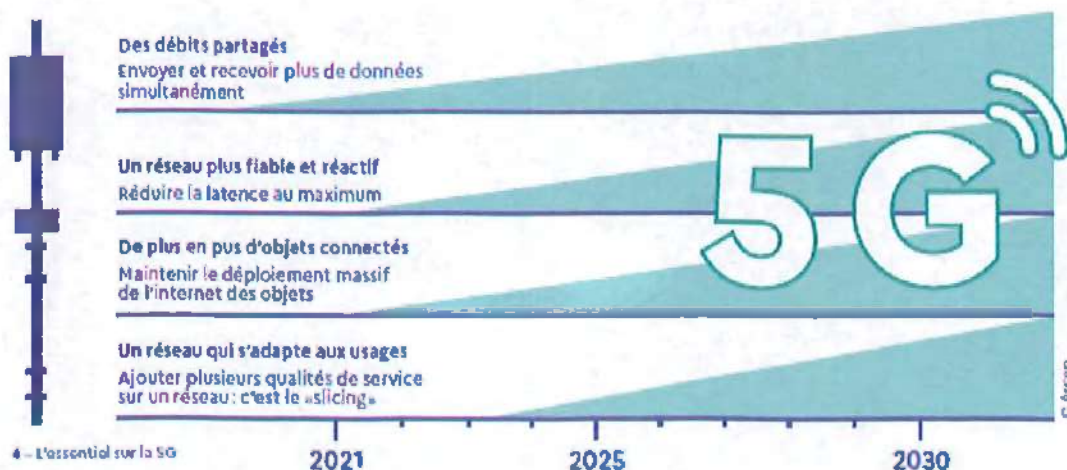 Des débits partagés
Envoyer et recevoir plus de données
simultanément
Un réseau plus fiable et réactif
Réduire la latence au maximum
De plus en pus d'objets connectés
Maintenir le déploiement massif
de l'internet des objets
Un réseau qui s'adapte aux usages
Ajouter plusieurs qualités de service
sur un réseau : c'est le «slicing»
5G
4 – L'essentiel sur la 5G
2021
2025
2030